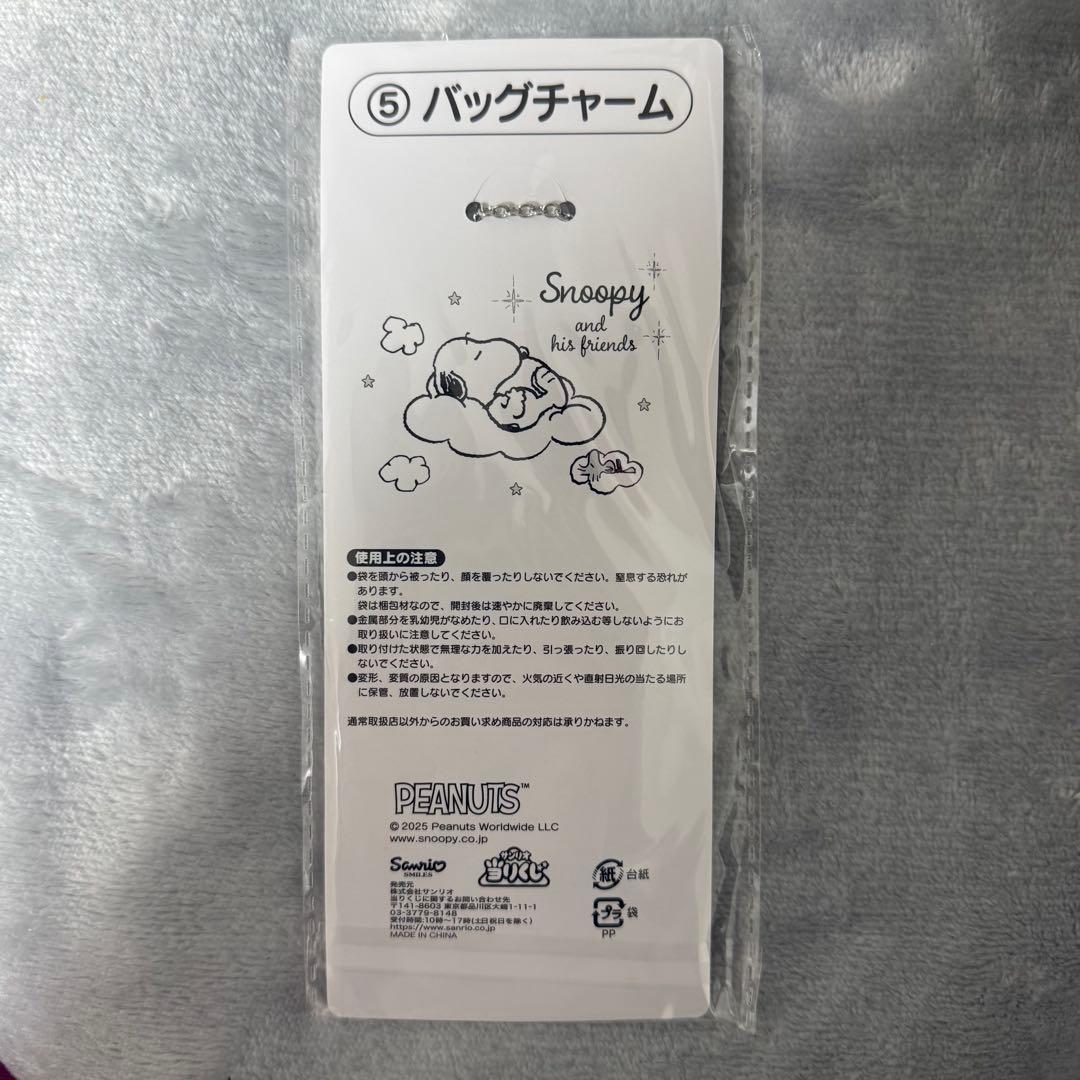 ⑤ バッグチャーム
Snoopy
and
his friends
使用上の注意
●袋を頭から被ったり、顔を覆ったりしないでください。窒息する恐れが
あります。
袋は梱包材なので、開封後は速やかに廃棄してください。
●金属部分を乳幼児がなめたり、口に入れたり飲み込む等しないようにお
取り扱いに注意してください。
●取り付けた状態で無理な力を加えたり、引っ張ったり、振り回したりし
ないでください。
●変形、変質の原因となりますので、火気の近くや直射日光の当たる場所
に保管、放置しないでください。
通常取扱店以外からのお買い求め商品の対応は承りかねます。
PEANUTS™
© 2025 Peanuts Worldwide LLC
www.snoopy.co.jp
Sanrio
SMILES
サンリオ
当りくじ
紙 台紙
発売元
株式会社サンリオ
当りくじに関するお問い合わせ先
〒141-8603 東京都品川区大崎1-11-1
03-3779-8148
受付時間:10時〜17時(土日祝日を除く)
https://www.sanrio.co.jp
MADE IN CHINA
プラ 袋
PP